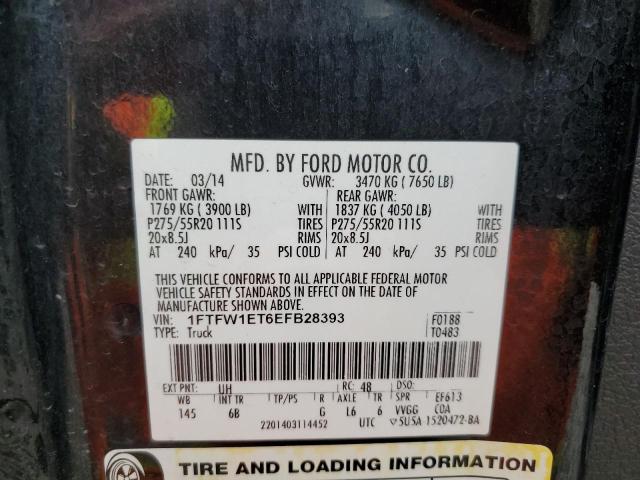 MFD. BY FORD MOTOR CO.
DATE: 03/14 GVWR: 3470 KG ( 7650 LB)
FRONT GAWR: REAR GAWR:
1769 KG ( 3900 LB) WITH 1837 KG ( 4050 LB) WITH
P275/55R20 111S TIRES P275/55R20 111S TIRES
20x8.5J RIMS 20x8.5J RIMS
AT 240 kPa/ 35 PSI COLD AT 240 kPa/ 35 PSI COLD
THIS VEHICLE CONFORMS TO ALL APPLICABLE FEDERAL MOTOR
VEHICLE SAFETY STANDARDS IN EFFECT ON THE DATE OF
MANUFACTURE SHOWN ABOVE.
VIN: 1FTFW1ET6EFB28393 F0188
TYPE: Truck T0483
EXT PNT: UH RC: 48 DSO:
WB INT TR TP/PS R AXLE TR SPR EF613
145 6B G L6 6 VVGG COA
2201403114452 UTC SUSA 1520472-BA
TIRE AND LOADING INFORMATION